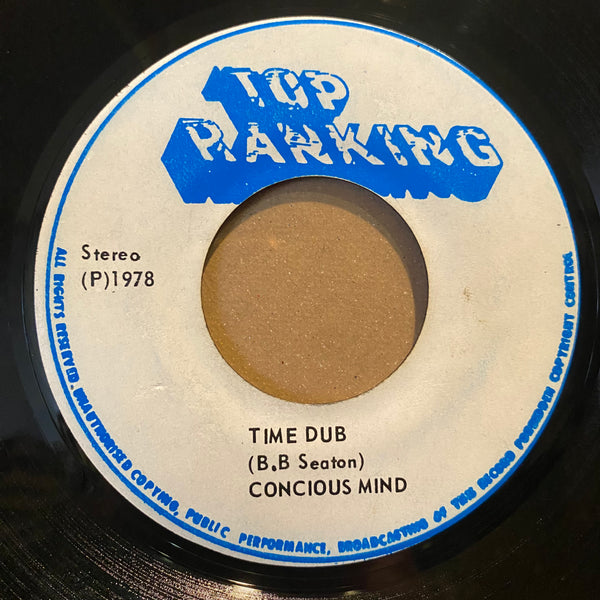 TOP
RANKING
Stereo
(P)1978
TIME DUB
(B.B Seaton)
CONCIOUS MIND
ALL RIGHTS RESERVED. UNAUTHORISED COPYING, PUBLIC PERFORMANCE, BROADCASTING OF THIS RECORD FORBIDDEN COPYRIGHT CONTROL